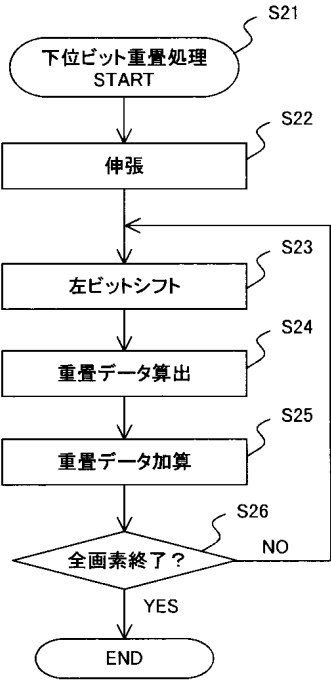 S21
下位ビット重畳処理
START
S22
伸張
S23
左ビットシフト
S24
重畳データ算出
S25
重畳データ加算
S26
全画素終了？
NO
YES
END